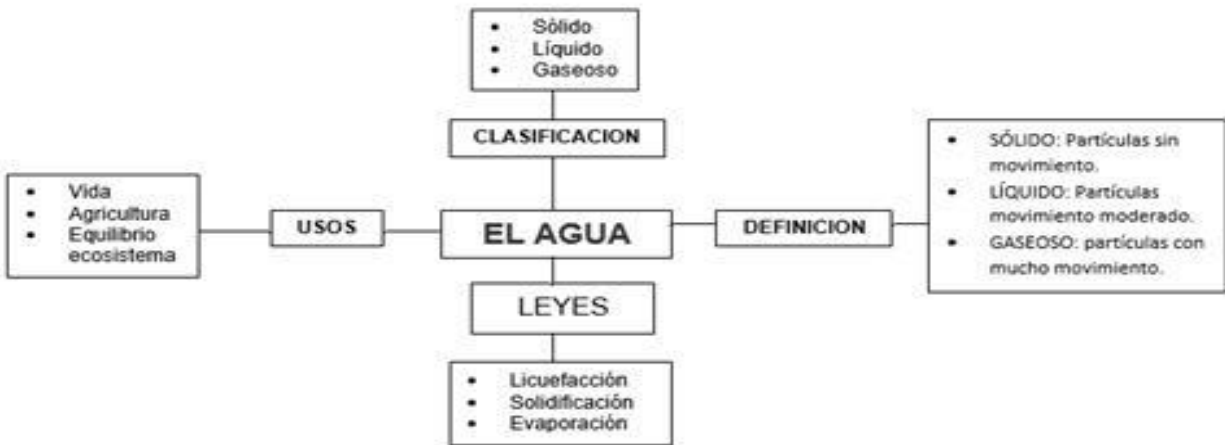 • Sólido
• Líquido
• Gaseoso
CLASIFICACION
• SÓLIDO: Partículas sin
movimiento.
• LÍQUIDO: Partículas
movimiento moderado.
• GASEOSO: partículas con
mucho movimiento.
• Vida
• Agricultura
• Equilibrio
ecosistema
USOS
EL AGUA
DEFINICION
LEYES
• Licuefacción
• Solidificación
• Evaporación